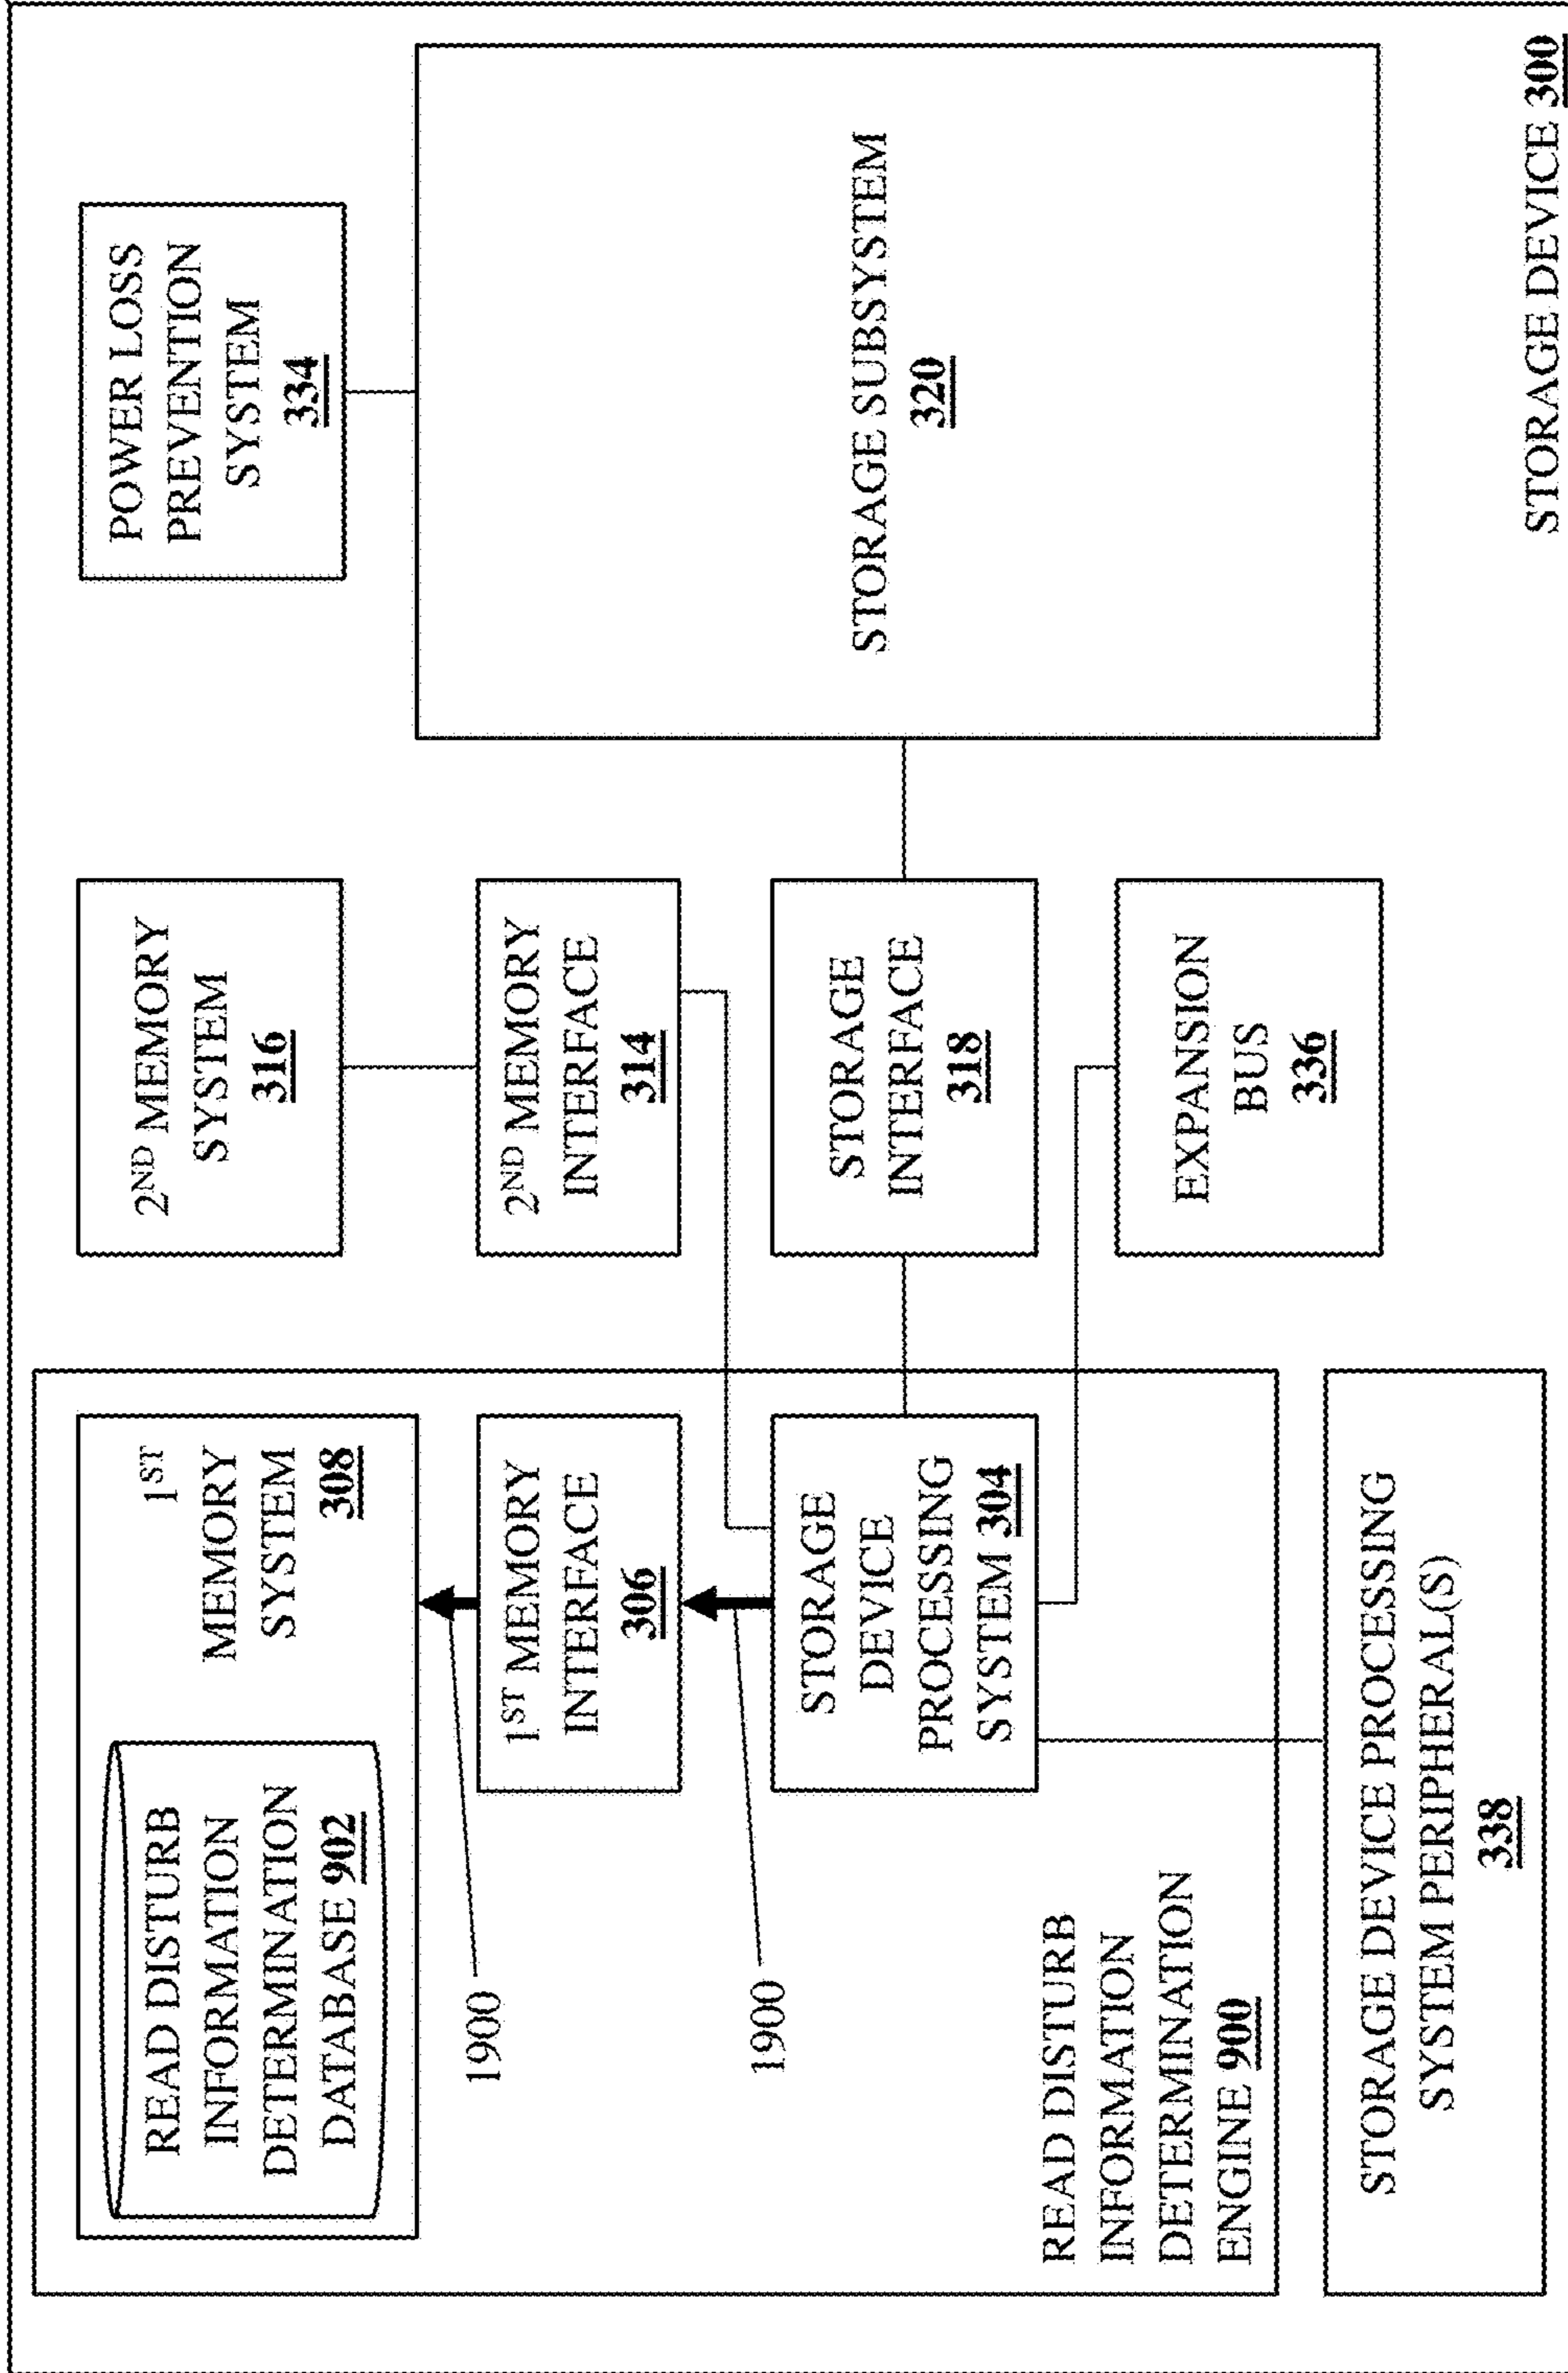 READ DISTURB
INFORMATION
DETERMINATION
DATABASE 902
1ST
MEMORY
SYSTEM
308
1900
1ST MEMORY
INTERFACE
306
1900
STORAGE
DEVICE
PROCESSING
SYSTEM 304
READ DISTURB
INFORMATION
DETERMINATION
ENGINE 900
STORAGE DEVICE PROCESSING
SYSTEM PERIPHERAL(S)
338
2ND MEMORY
SYSTEM
316
2ND MEMORY
INTERFACE
314
STORAGE
INTERFACE
318
EXPANSION
BUS
336
POWER LOSS
PREVENTION
SYSTEM
334
STORAGE SUBSYSTEM
320
STORAGE DEVICE 300